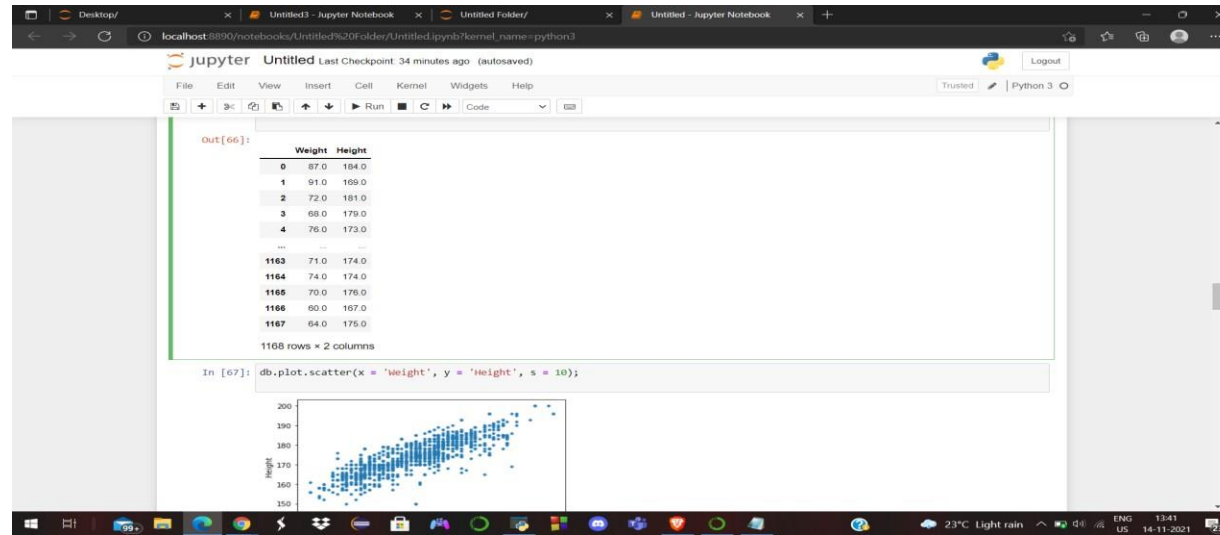 Desktop/ Untitled3 - Jupyter Notebook Untitled Folder/ Untitled - Jupyter Notebook
localhost:8890/notebooks/Untitled%20Folder/Untitled.ipynb?kernel_name=python3
jupyter Untitled Last Checkpoint: 34 minutes ago (autosaved) Logout
File Edit View Insert Cell Kernel Widgets Help Trusted Python 3
Run Code
Out[66]:
Weight Height
0 87.0 184.0
1 91.0 169.0
2 72.0 181.0
3 68.0 179.0
4 76.0 173.0
... ... ...
1163 71.0 174.0
1164 74.0 174.0
1165 70.0 176.0
1166 60.0 167.0
1167 64.0 175.0
1168 rows × 2 columns
In [67]: db.plot.scatter(x = 'Weight', y = 'Height', s = 10);
200
190
180
170
160
150
Height
99+ 23°C Light rain ENG 13:41
US 14-11-2021